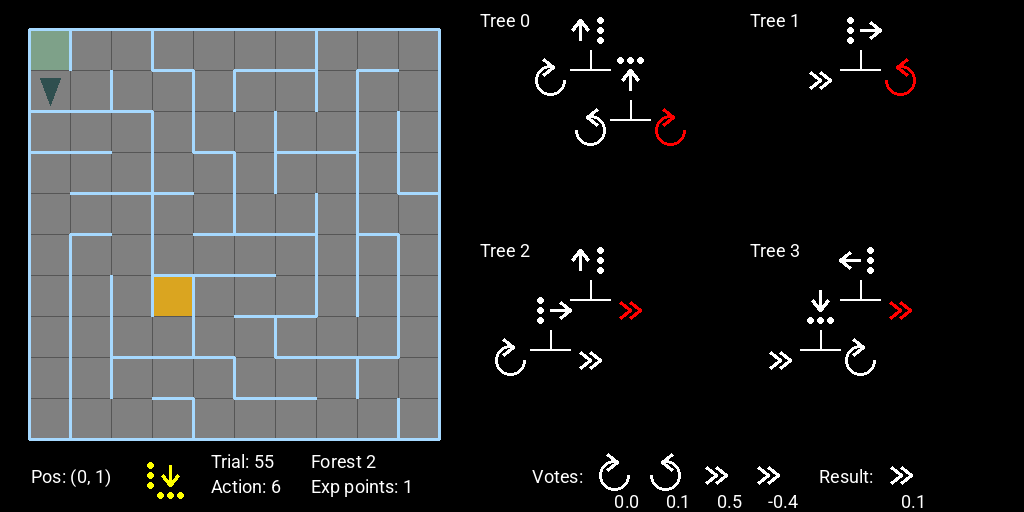 Tree 0
Tree 1
Tree 2
Tree 3
Pos: (0, 1)
Trial: 55
Forest 2
Action: 6
Exp points: 1
Votes:
Result:
0.0
0.1
0.5
-0.4
0.1